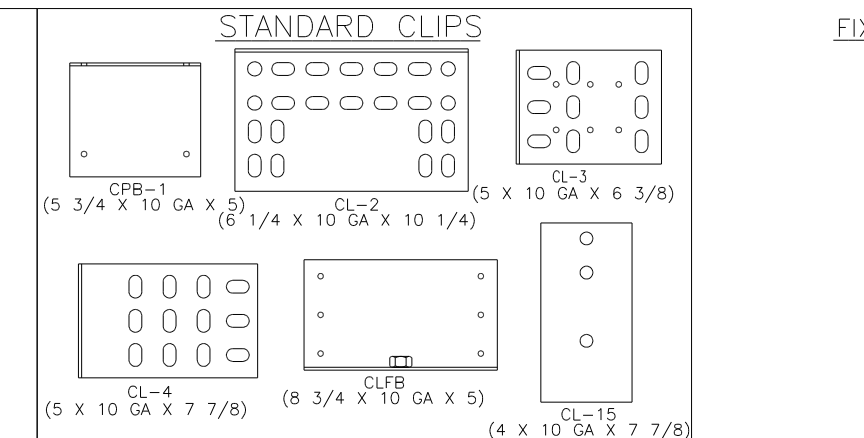 STANDARD CLIPS
FIX
CPB-1
(5 3/4 X 10 GA X 5)
CL-2
(6 1/4 X 10 GA X 10 1/4)
CL-3
(5 X 10 GA X 6 3/8)
CL-4
(5 X 10 GA X 7 7/8)
CLFB
(8 3/4 X 10 GA X 5)
CL-15
(4 X 10 GA X 7 7/8)